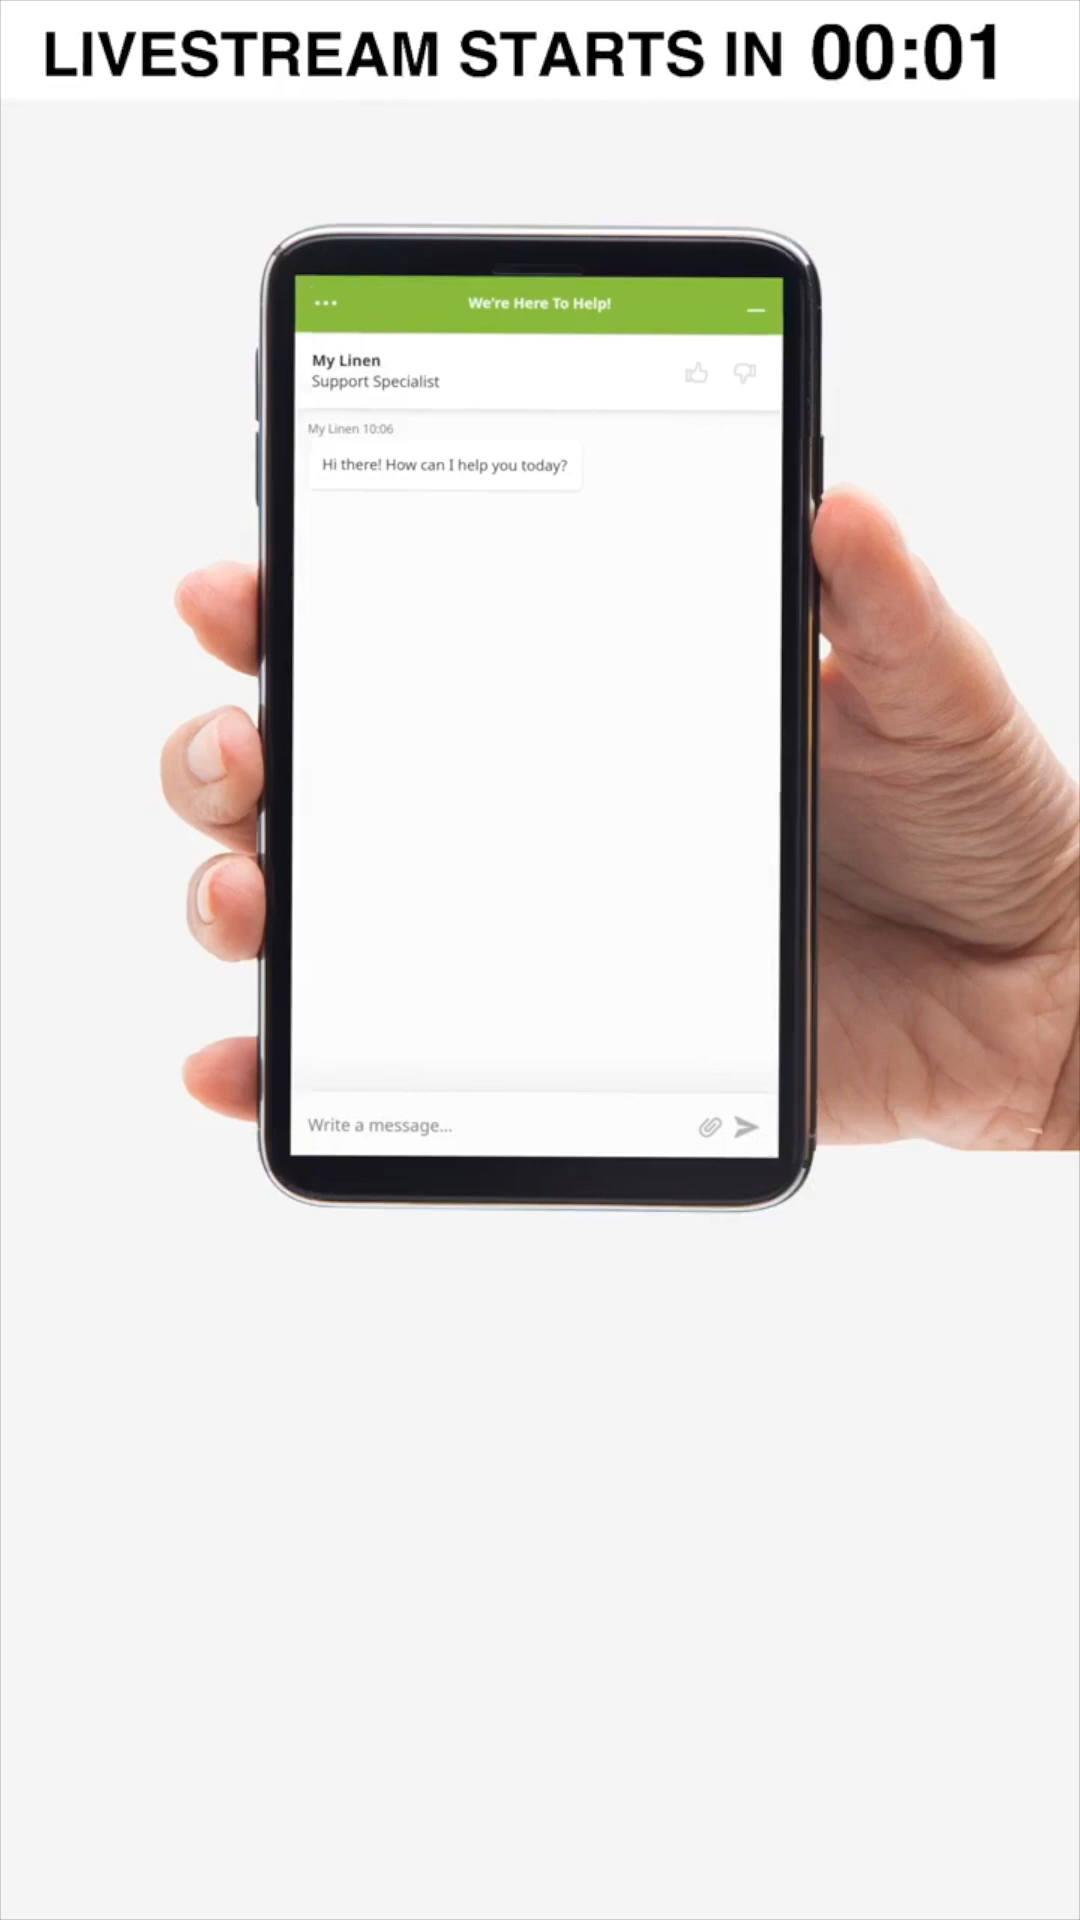 LIVESTREAM STARTS IN 00:01
We're Here To Help!
My Linen
Support Specialist
My Linen 10:06
Hi there! How can I help you today?
Write a message...